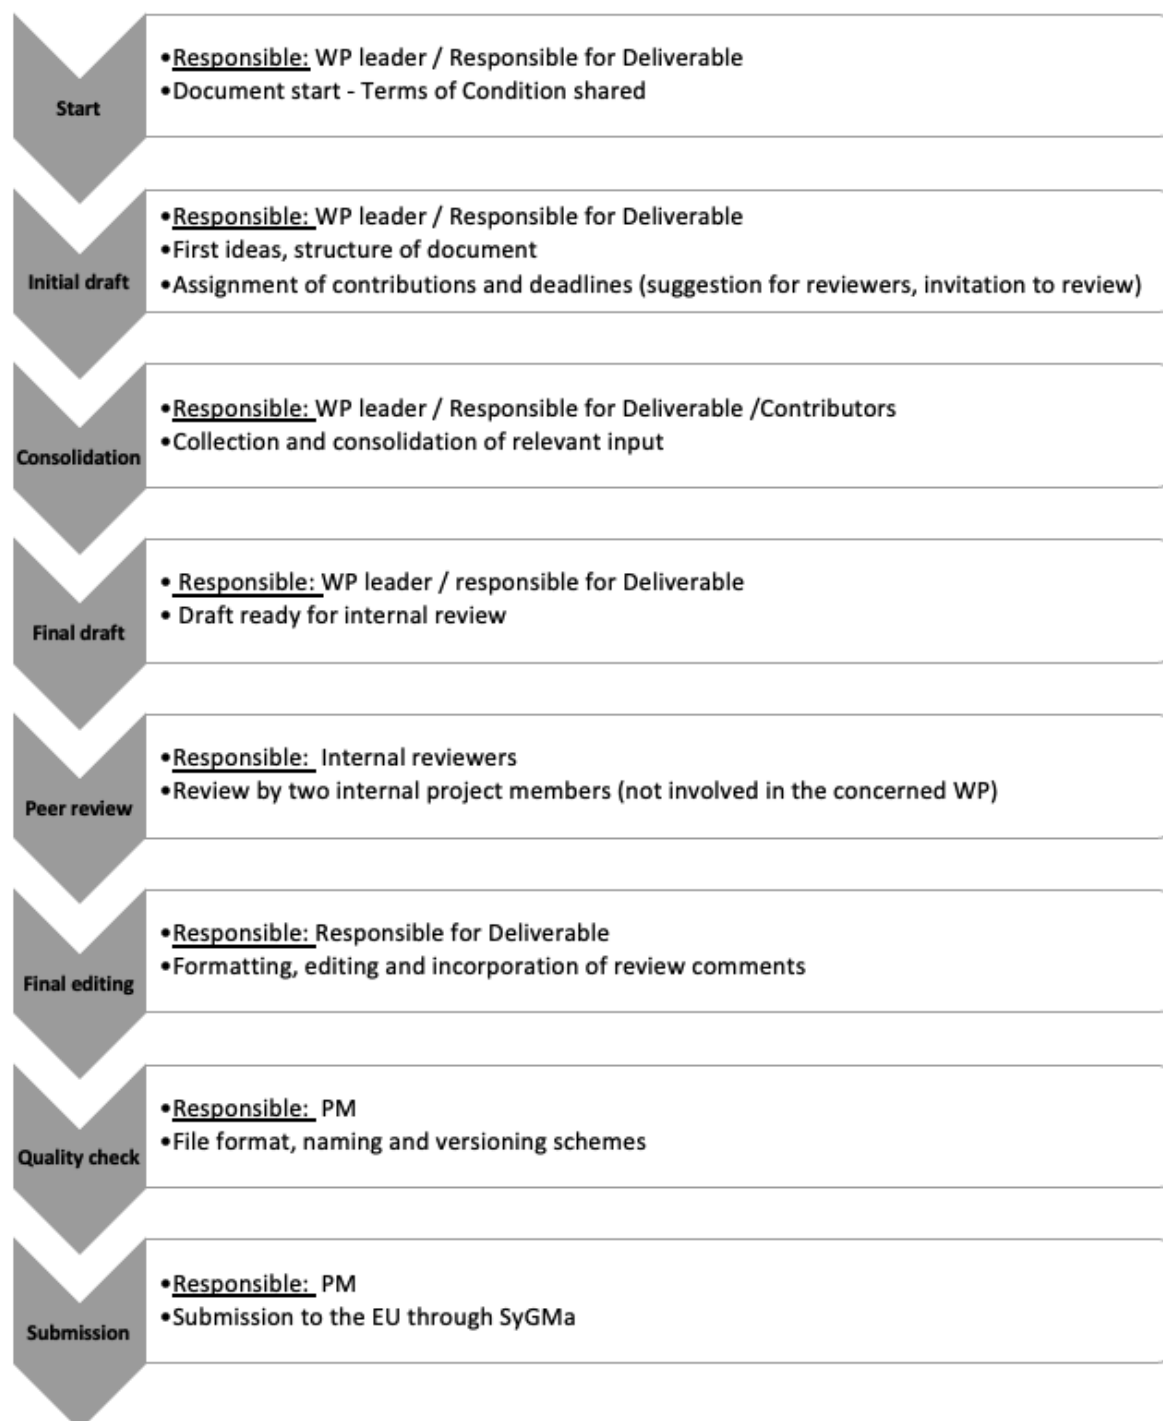 Start
•Responsible: WP leader / Responsible for Deliverable
•Document start - Terms of Condition shared
Initial draft
•Responsible: WP leader / Responsible for Deliverable
•First ideas, structure of document
•Assignment of contributions and deadlines (suggestion for reviewers, invitation to review)
Consolidation
•Responsible: WP leader / Responsible for Deliverable /Contributors
•Collection and consolidation of relevant input
Final draft
• Responsible: WP leader / responsible for Deliverable
• Draft ready for internal review
Peer review
•Responsible: Internal reviewers
•Review by two internal project members (not involved in the concerned WP)
Final editing
•Responsible: Responsible for Deliverable
•Formatting, editing and incorporation of review comments
Quality check
•Responsible: PM
•File format, naming and versioning schemes
Submission
•Responsible: PM
•Submission to the EU through SyGMa